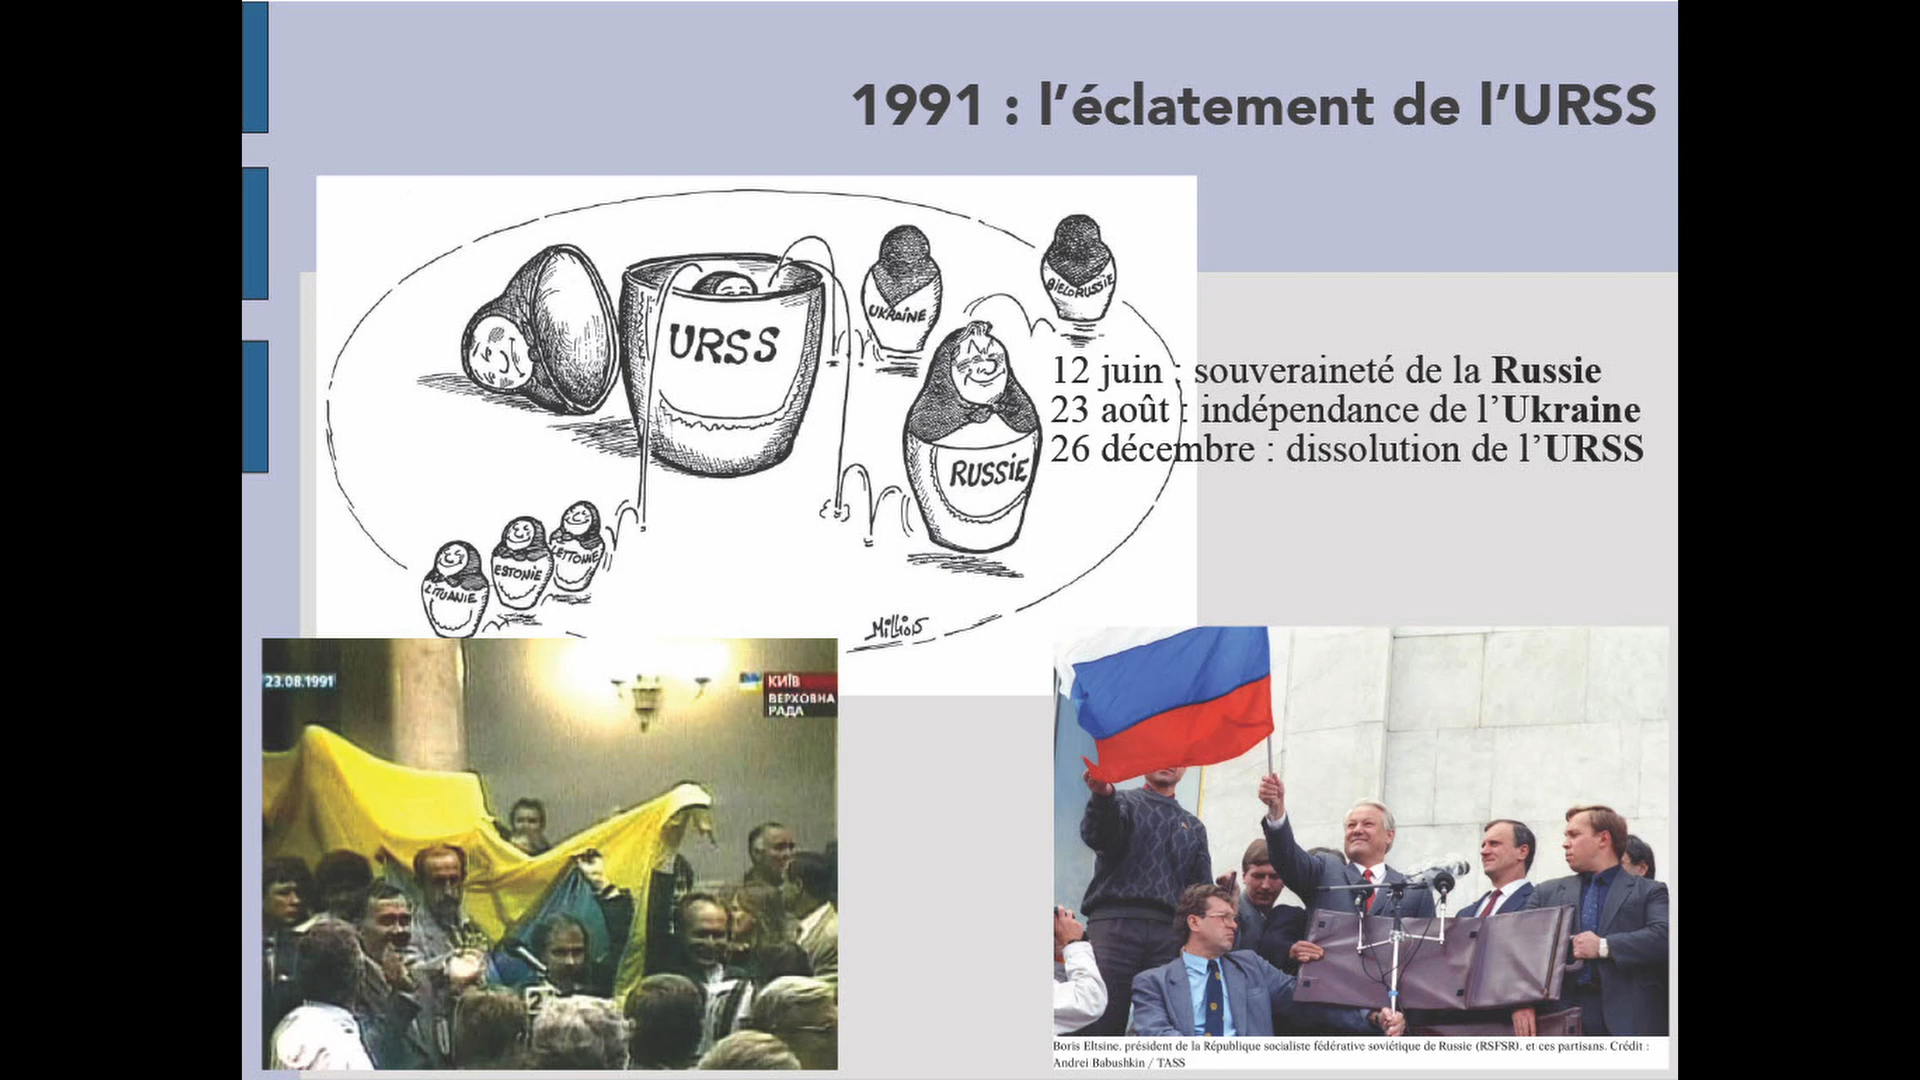 1991 : l’éclatement de l’URSS
URSS
UKRAINE
BIELORUSSIE
12 juin : souveraineté de la Russie
23 août : indépendance de l’Ukraine
26 décembre : dissolution de l’URSS
RUSSIE
LETTONIE
ESTONIE
LITUANIE
Millios
23.08.1991
КИЇВ
ВЕРХОВНА
РАДА
2
Boris Eltsine, président de la République socialiste fédérative soviétique de Russie (RSFSR), et ces partisans. Crédit :
Andrei Babushkin / TASS